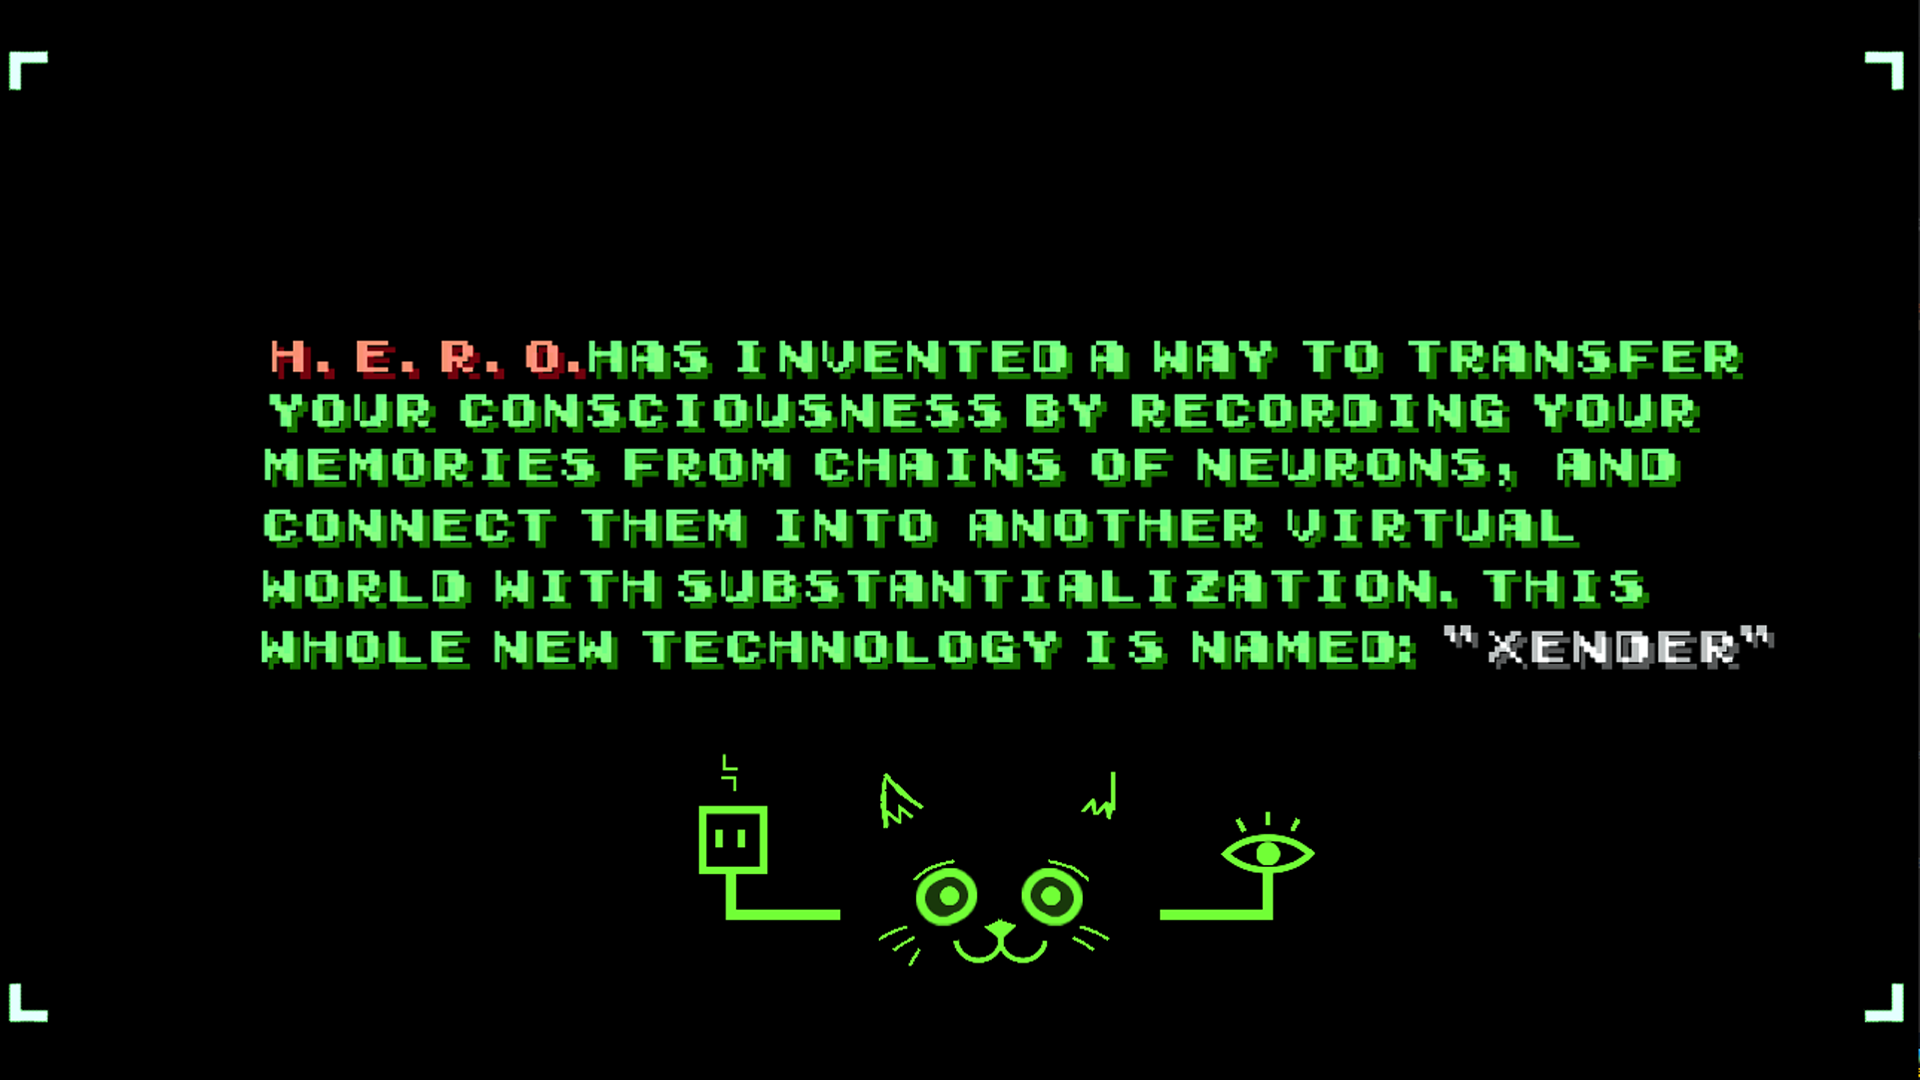 H.E.R.O.HAS INVENTED A WAY TO TRANSFER
YOUR CONSCIOUSNESS BY RECORDING YOUR
MEMORIES FROM CHAINS OF NEURONS, AND
CONNECT THEM INTO ANOTHER VIRTUAL
WORLD WITH SUBSTANTIALIZATION. THIS
WHOLE NEW TECHNOLOGY IS NAMED: "XENDER"